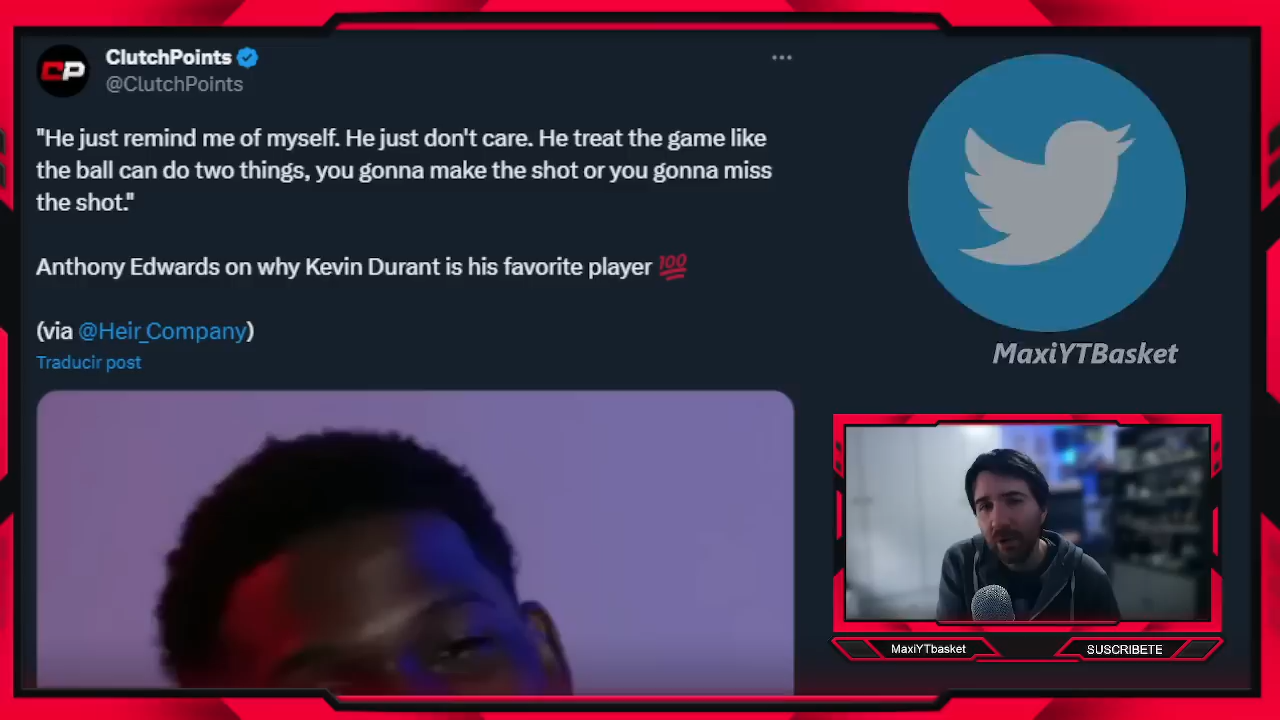 CP
ClutchPoints
@ClutchPoints
"He just remind me of myself. He just don't care. He treat the game like
the ball can do two things, you gonna make the shot or you gonna miss
the shot."
Anthony Edwards on why Kevin Durant is his favorite player 💯
(via @Heir_Company)
Traducir post
MaxiYTBasket
MaxiYTbasket
SUSCRIBETE